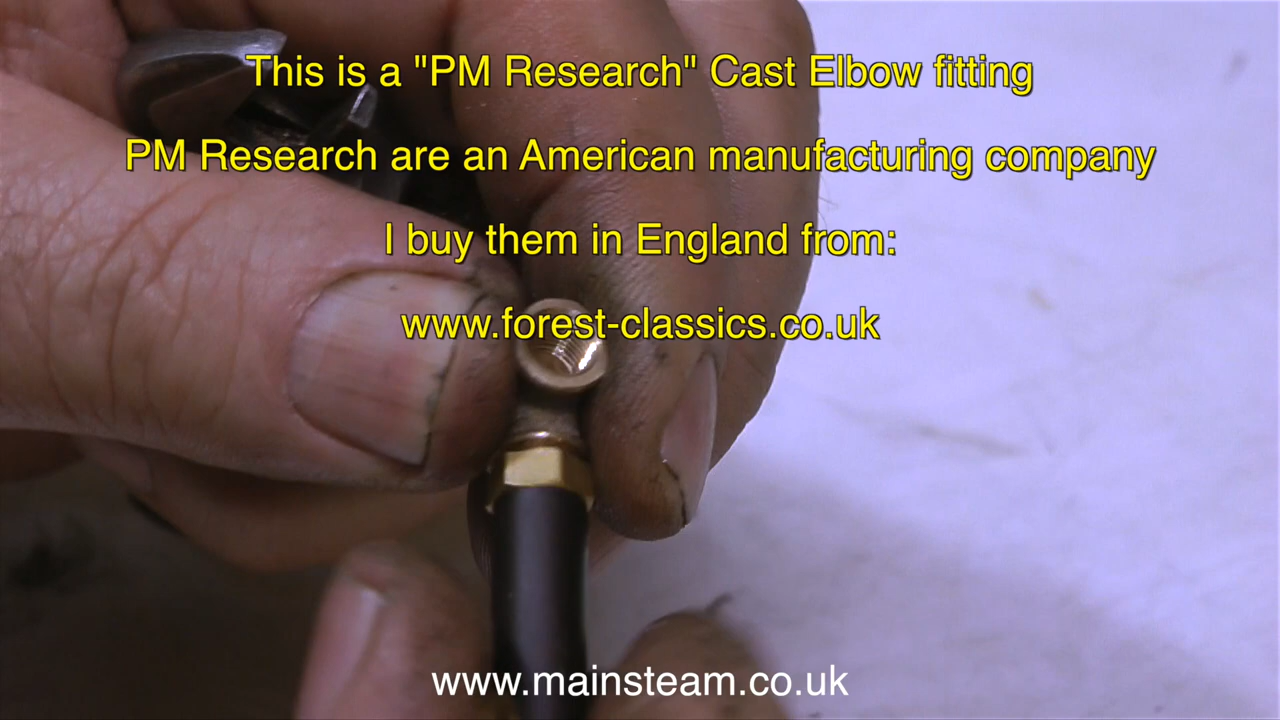 This is a "PM Research" Cast Elbow fitting
PM Research are an American manufacturing company
I buy them in England from:
www.forest-classics.co.uk
www.mainsteam.co.uk